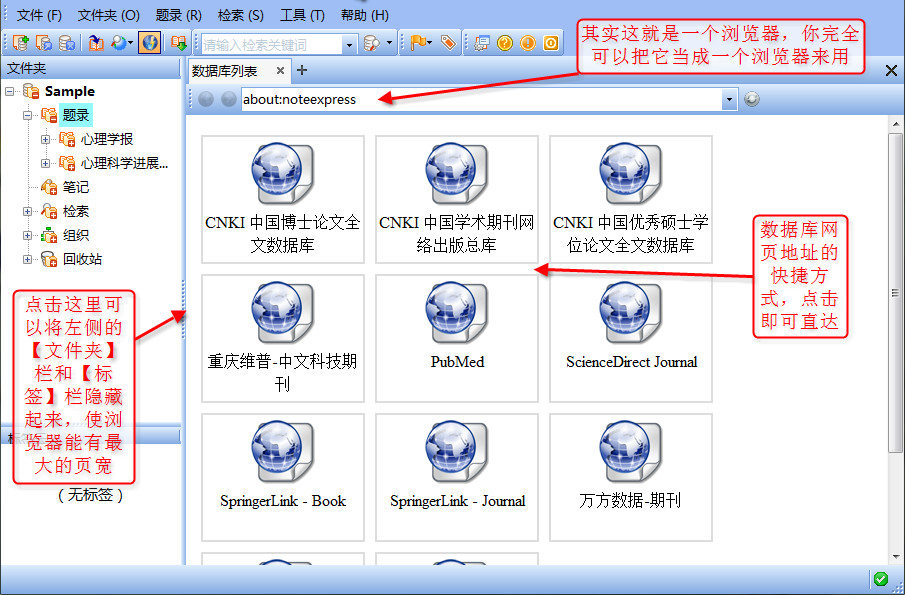 文件 (F) 文件夹 (O) 题录 (R) 检索 (S) 工具 (T) 帮助 (H)
请输入检索关键词
其实这就是一个浏览器，你完全
可以把它当成一个浏览器来用
文件夹
数据库列表
about:noteexpress
Sample
题录
心理学报
心理科学进展...
笔记
检索
组织
回收站
CNKI 中国博士论文全
文数据库
CNKI 中国学术期刊网
络出版总库
CNKI 中国优秀硕士学
位论文全文数据库
数据库网
页地址的
快捷方
式，点击
即可直达
点击这里可
以将左侧的
【文件夹】
栏和【标
签】栏隐藏
起来，使浏
览器能有最
大的页宽
重庆维普-中文科技期
刊
PubMed
ScienceDirect Journal
SpringerLink - Book
SpringerLink - Journal
万方数据-期刊
(无标签)